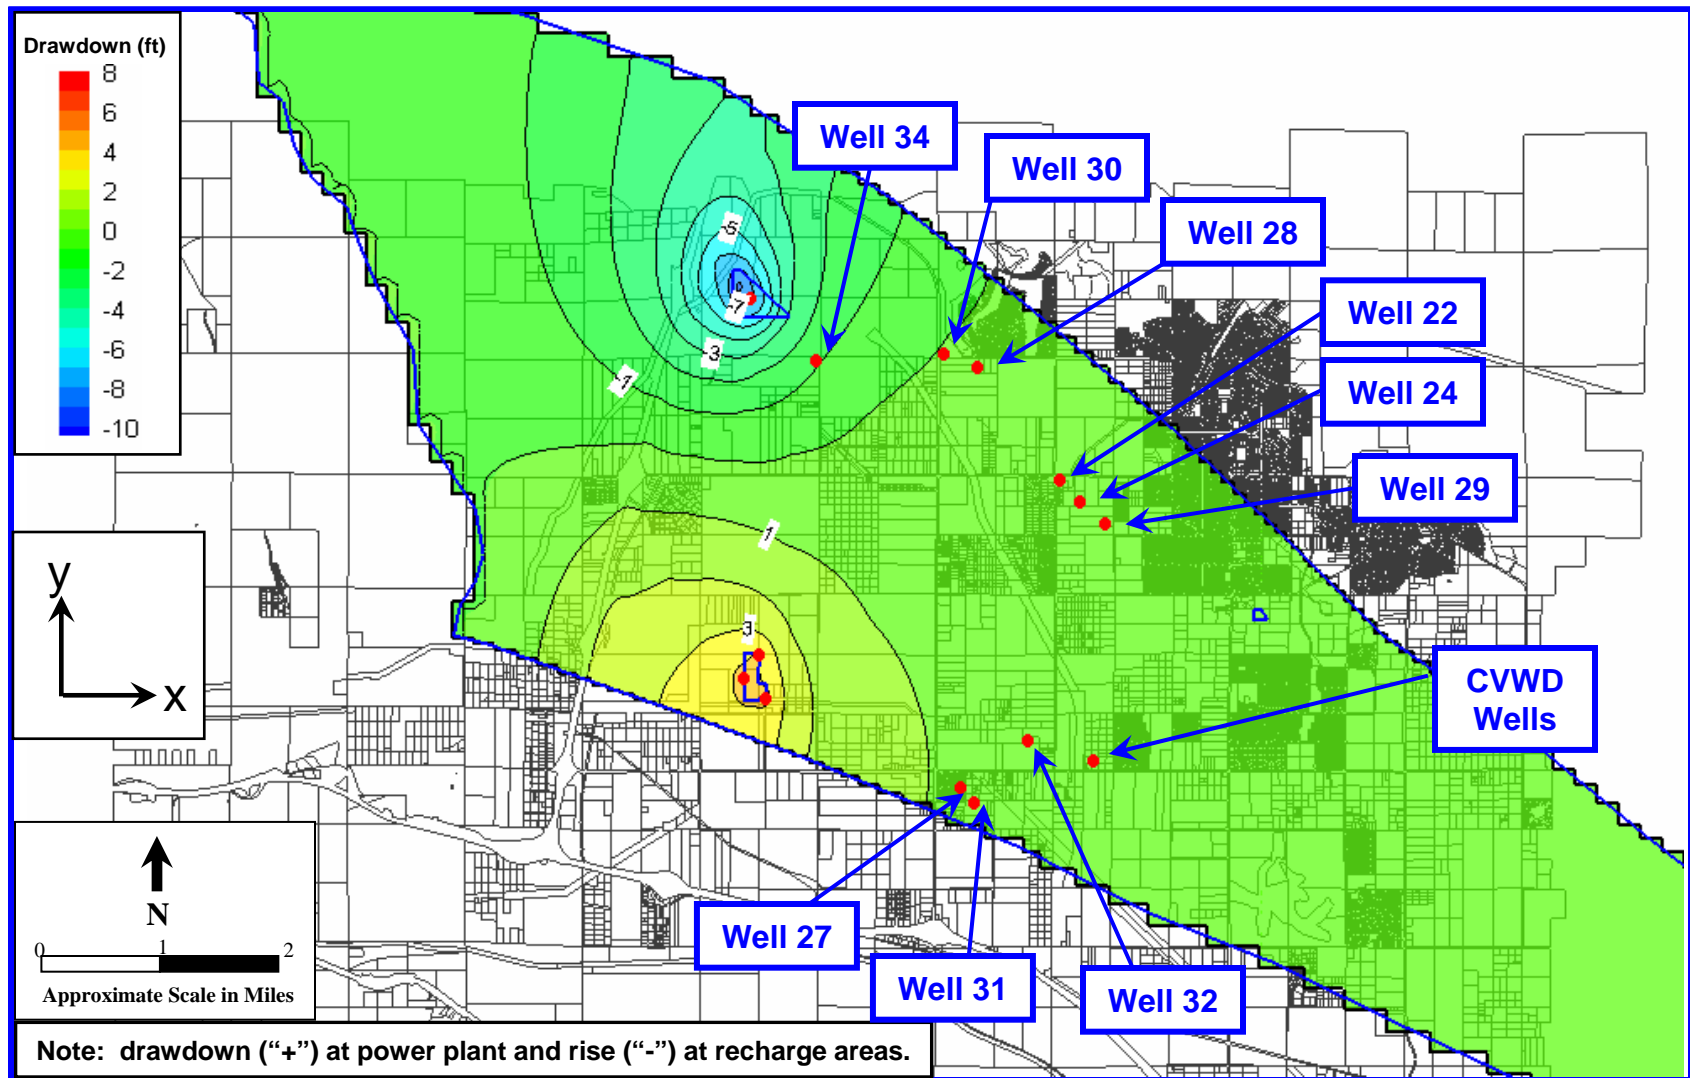 Drawdown (ft)
8
6
4
2
0
-2
-4
-6
-8
-10
Well 34
Well 30
Well 28
Well 22
Well 24
Well 29
-5
-7
-3
-1
1
3
y
x
CVWD
Wells
N
0
1
2
Approximate Scale in Miles
Well 27
Well 31
Well 32
Note: drawdown (“+”) at power plant and rise (“-”) at recharge areas.